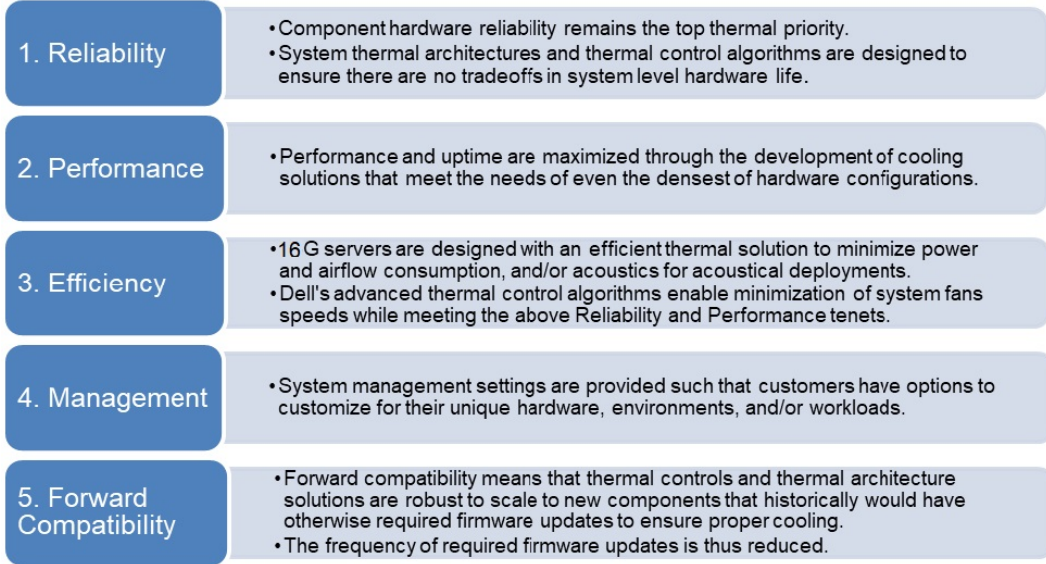 1. Reliability
•Component hardware reliability remains the top thermal priority.
•System thermal architectures and thermal control algorithms are designed to
ensure there are no tradeoffs in system level hardware life.
2. Performance
•Performance and uptime are maximized through the development of cooling
solutions that meet the needs of even the densest of hardware configurations.
3. Efficiency
•16G servers are designed with an efficient thermal solution to minimize power
and airflow consumption, and/or acoustics for acoustical deployments.
•Dell's advanced thermal control algorithms enable minimization of system fans
speeds while meeting the above Reliability and Performance tenets.
4. Management
•System management settings are provided such that customers have options to
customize for their unique hardware, environments, and/or workloads.
5. Forward
Compatibility
•Forward compatibility means that thermal controls and thermal architecture
solutions are robust to scale to new components that historically would have
otherwise required firmware updates to ensure proper cooling.
•The frequency of required firmware updates is thus reduced.